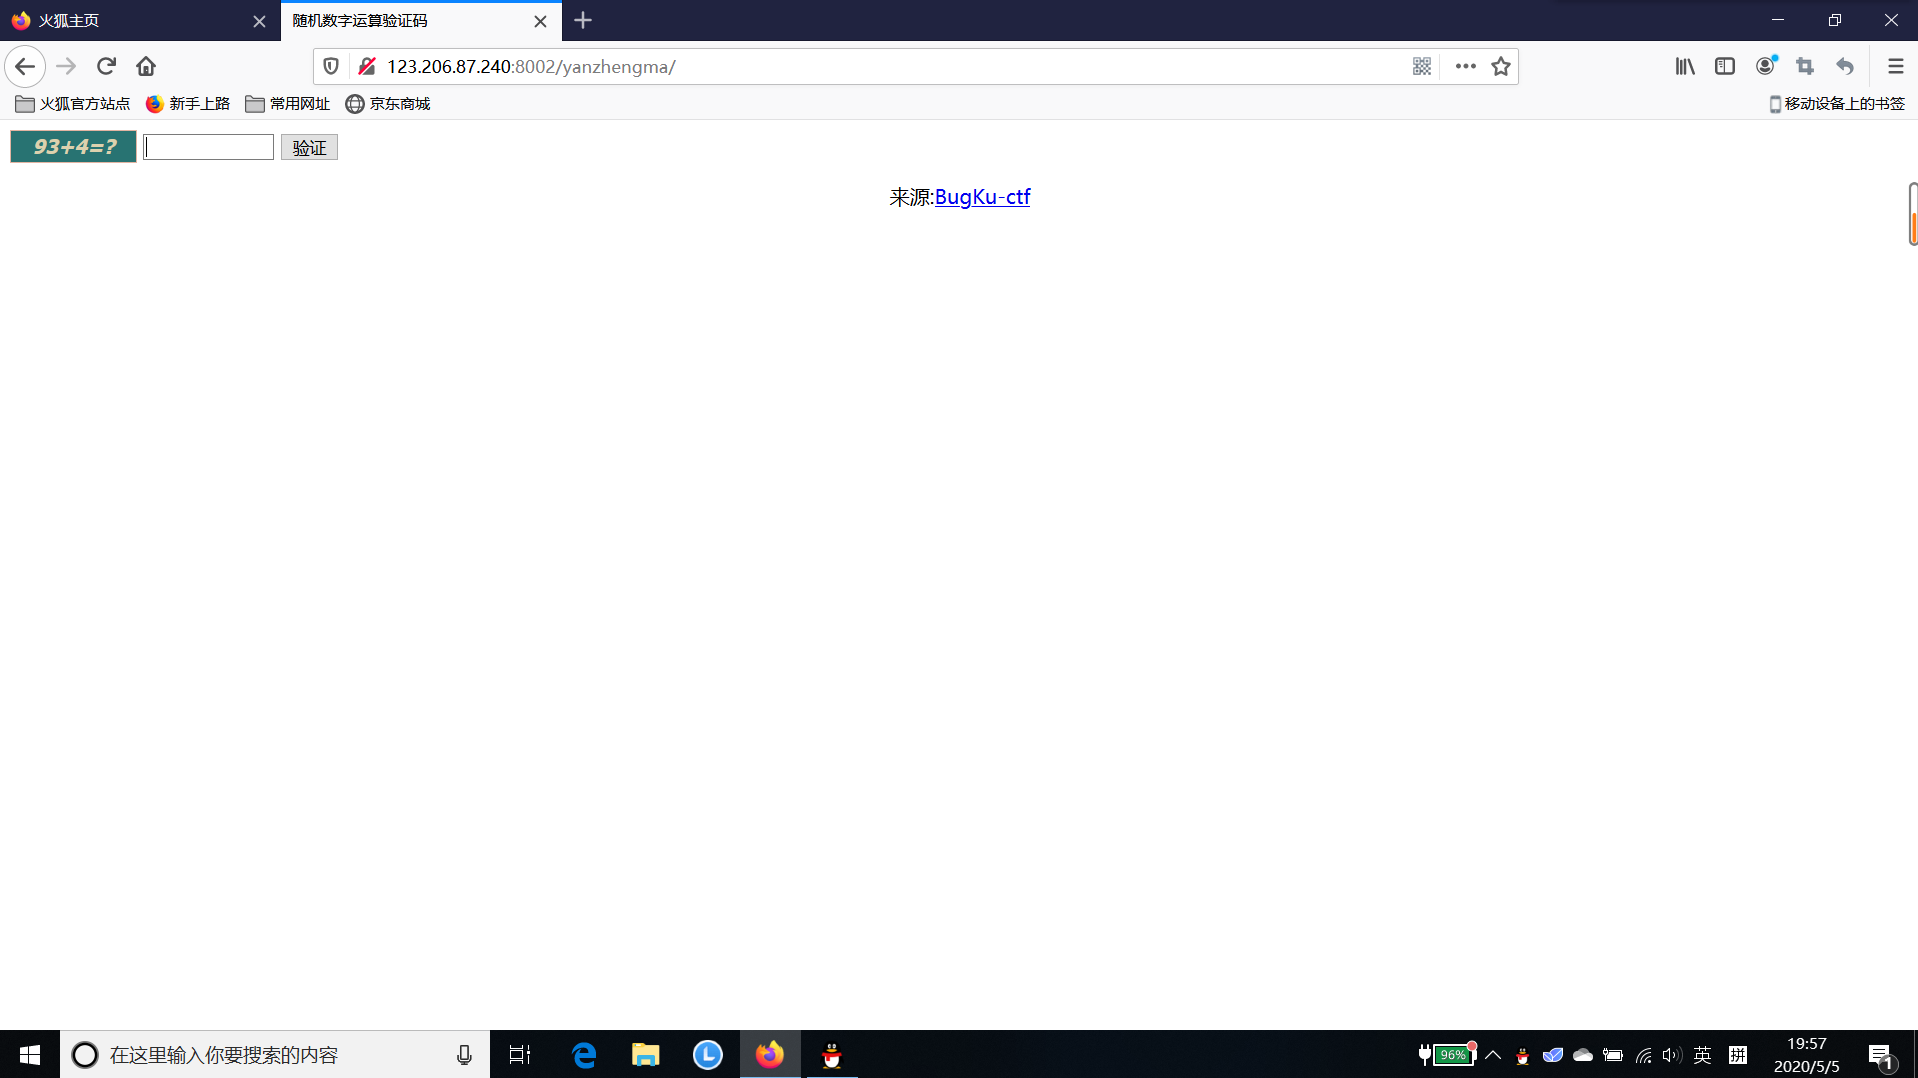 火狐主页
随机数字运算验证码
123.206.87.240:8002/yanzhengma/
火狐官方站点
新手上路
常用网址
京东商城
移动设备上的书签
93+4=?
验证
来源:BugKu-ctf
在这里输入你要搜索的内容
96%
英
拼
19:57
2020/5/5
1